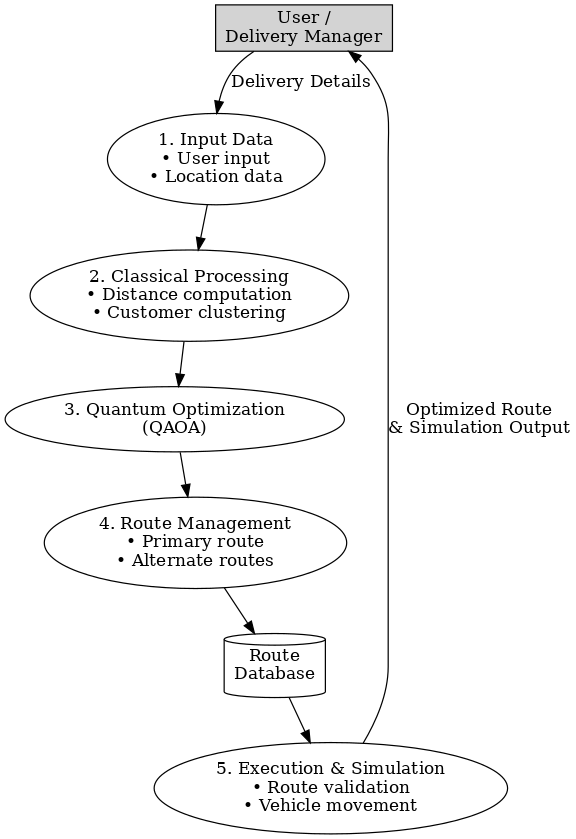 User /
Delivery Manager
Delivery Details
1. Input Data
• User input
• Location data
2. Classical Processing
• Distance computation
• Customer clustering
3. Quantum Optimization
(QAOA)
Optimized Route
& Simulation Output
4. Route Management
• Primary route
• Alternate routes
Route
Database
5. Execution & Simulation
• Route validation
• Vehicle movement